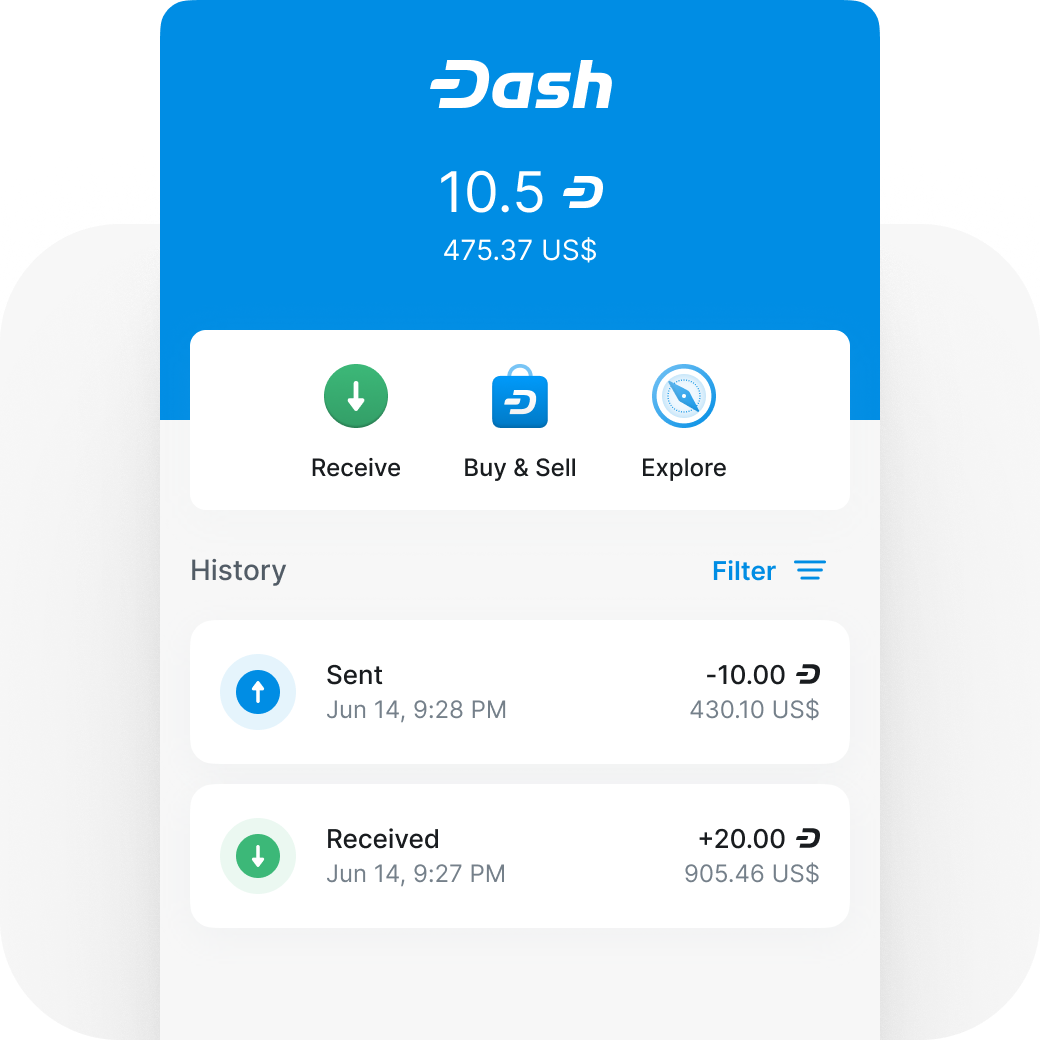 Dash
10.5
475.37 US$
Receive Buy & Sell Explore
History Filter
Sent -10.00
Jun 14, 9:28 PM 430.10 US$
Received +20.00
Jun 14, 9:27 PM 905.46 US$